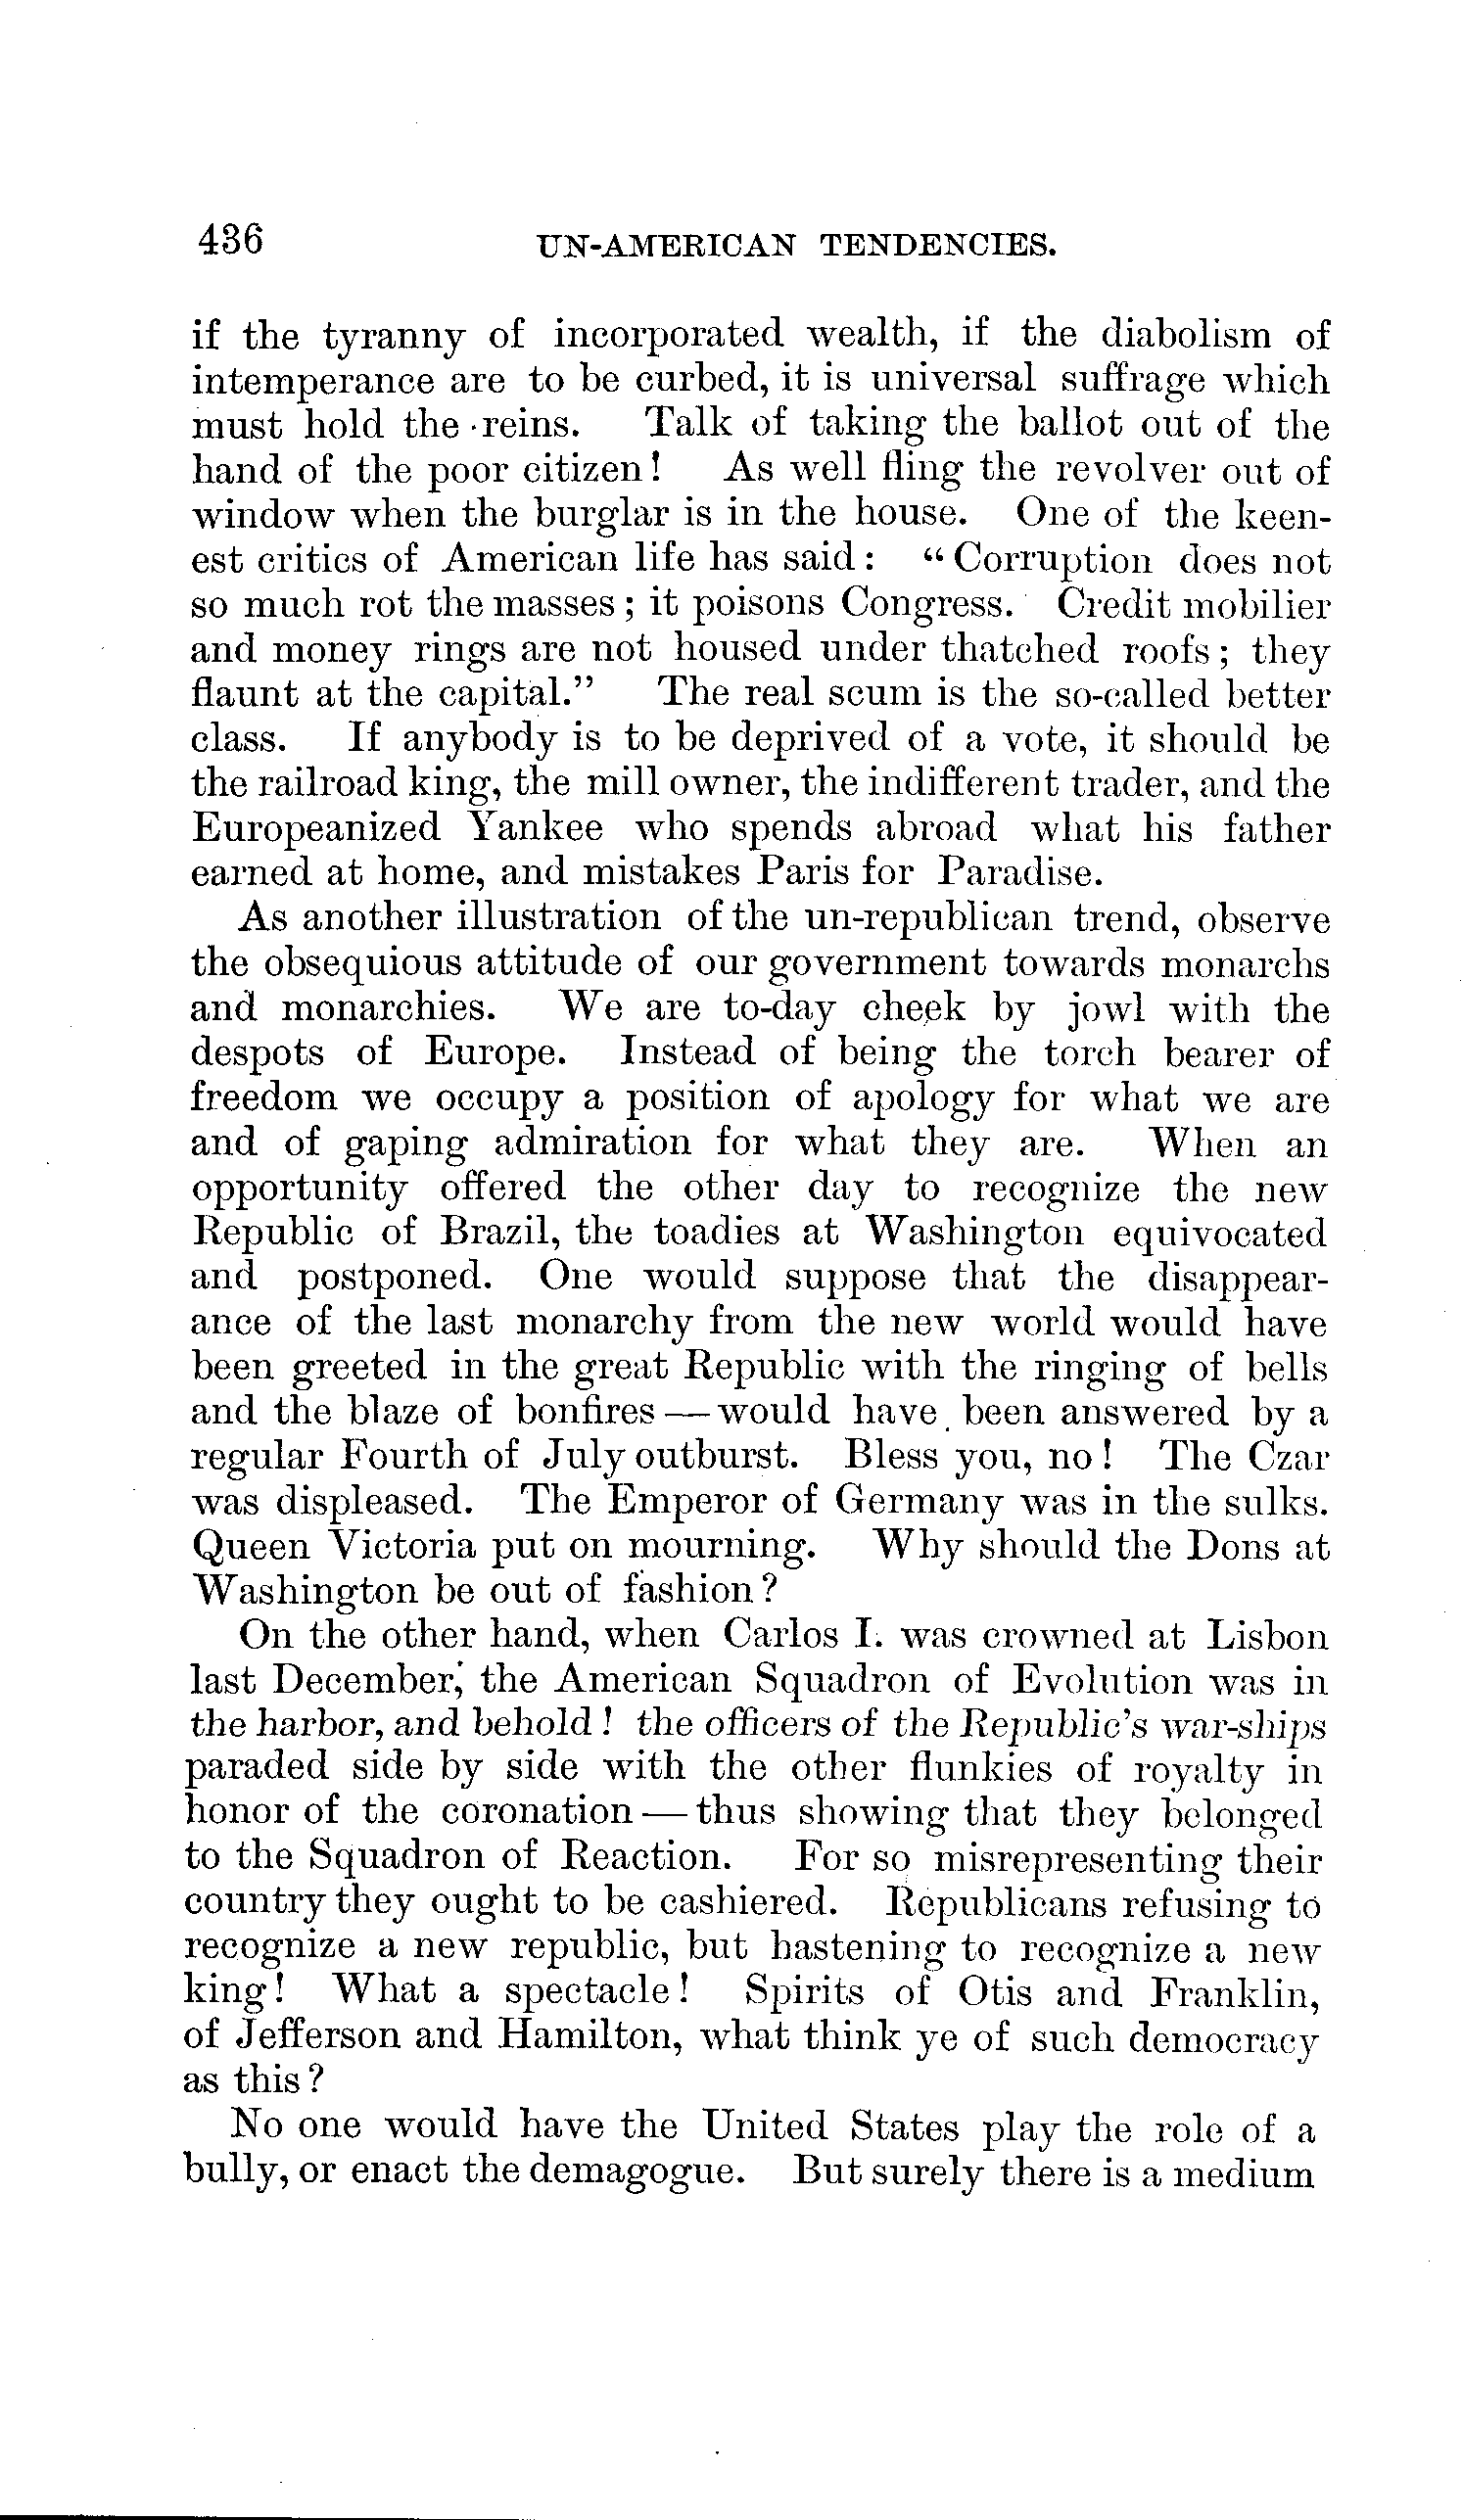 436 UN-AMERICAN TENDENCIES.
if the tyranny of incorporated wealth, if the diabolism of
intemperance are to be curbed, it is universal suffrage which
must hold the reins. Talk of taking the ballot out of the
hand of the poor citizen! As well fling the revolver out of
window when the burglar is in the house. One of the keen-
est critics of American life has said: “Corruption does not
so much rot the masses; it poisons Congress. Credit mobilier
and money rings are not housed under thatched roofs; they
flaunt at the capital.” The real scum is the so-called better
class. If anybody is to be deprived of a vote, it should be
the railroad king, the mill owner, the indifferent trader, and the
Europeanized Yankee who spends abroad what his father
earned at home, and mistakes Paris for Paradise.
As another illustration of the un-republican trend, observe
the obsequious attitude of our government towards monarchs
and monarchies. We are to-day cheek by jowl with the
despots of Europe. Instead of being the torch bearer of
freedom we occupy a position of apology for what we are
and of gaping admiration for what they are. When an
opportunity offered the other day to recognize the new
Republic of Brazil, the toadies at Washington equivocated
and postponed. One would suppose that the disappear-
ance of the last monarchy from the new world would have
been greeted in the great Republic with the ringing of bells
and the blaze of bonfires — would have been answered by a
regular Fourth of July outburst. Bless you, no! The Czar
was displeased. The Emperor of Germany was in the sulks.
Queen Victoria put on mourning. Why should the Dons at
Washington be out of fashion?
On the other hand, when Carlos I. was crowned at Lisbon
last December, the American Squadron of Evolution was in
the harbor, and behold! the officers of the Republic's war-ships
paraded side by side with the other flunkies of royalty in
honor of the coronation — thus showing that they belonged
to the Squadron of Reaction. For so misrepresenting their
country they ought to be cashiered. Republicans refusing to
recognize a new republic, but hastening to recognize a new
king! What a spectacle! Spirits of Otis and Franklin,
of Jefferson and Hamilton, what think ye of such democracy
as this?
No one would have the United States play the role of a
bully, or enact the demagogue. But surely there is a medium